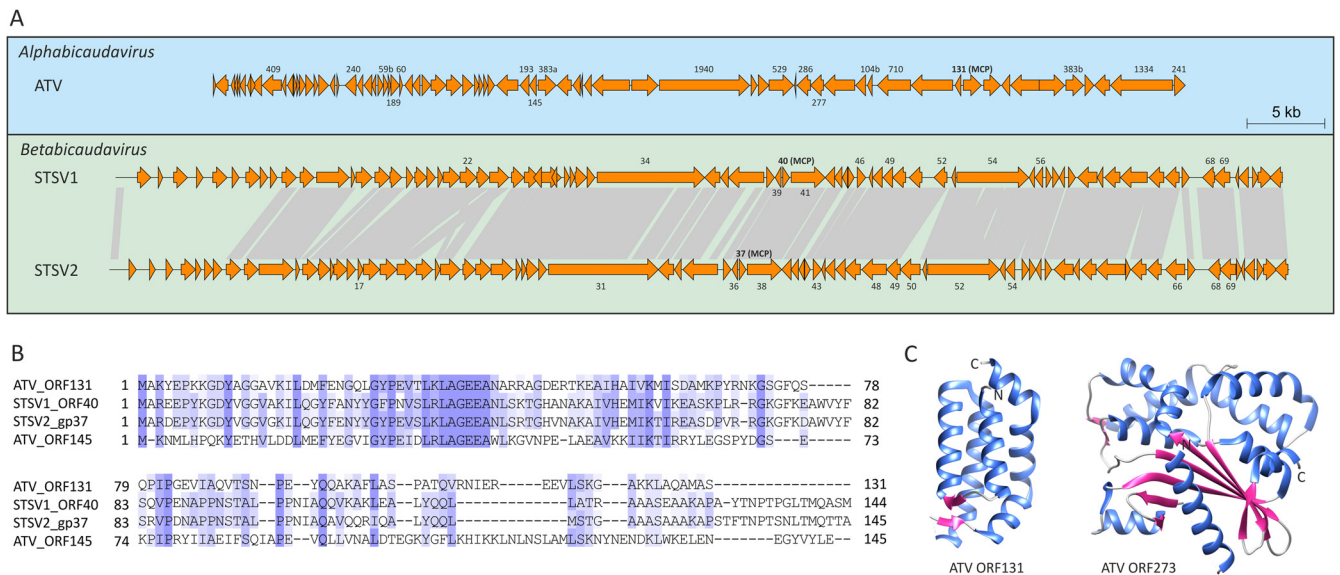 A
Alphabicaudavirus
ATV
409 240 59b 60 193 383a 1940 529 286 104b 710 131 (MCP) 383b 1334 241
189 145 277
5 kb
Betabicaudavirus
STSV1
22 34 40 (MCP) 46 49 52 54 56 68 69
39 41
STSV2
37 (MCP)
17 31 36 38 43 48 49 50 52 54 66 68 69
B
ATV_ORF131 1 MAKYEPKKGDYAGGAVKILDMFENGQLGYPEVTLKLAGEEANARRAGDERTKEAIHAIVKMISDAMKPYRNKGSGFQS----- 78
STSV1_ORF40 1 MAREEPYKGDYVGGVAKILQGYFANYYGFPNVSLRLAGEEANLSKTGHANAKAIVHEMIKVIKEASKPLR-RGKGFKEAWVYF 82
STSV2_gp37 1 MARDEPYKGDYVGGVGKILQGYFANYYGYPEVSLRLAGEEANLSRTGHVNAKAIVHEMIKVIREASKPLR-RGKGFKDAWVYF 82
ATV_ORF145 1 M-KNMLHPQKYETHVLDDLMEFYEGVIGYPEIDLRLAGEEAWLKGVNPE-LAEAVKKIIKTIRRYLEGSPYDGS--E------ 73
ATV_ORF131 79 QPIPGEVIAQVTSN--PE--YQQAKAFLAS--PATQVRNIER----EEVLSKG---AKKLAQAMAS---------------- 131
STSV1_ORF40 83 SQVPENAPPNSTAL--PPNIAQQVKAKLEA--LYQQL-------------LATR---AAASEAAKAPA-YTNPTPGLTMQASM 144
STSV2_gp37 83 SRVPDNAPPNSTAL--PPNIAQAVQQRIQA--LYQQL-------------MSTG---AAASAAAKAPSTFTNPTSNLTMQTTA 145
ATV_ORF145 74 KPIPRYIIAEIFSQIAPE--VQLLVNALDTEGKYGFLKHIKKLNLNSLAMLSKNYNENDKLWKELEN-------EGYVYLE- 145
C
C
N
ATV ORF131
N
C
ATV ORF273